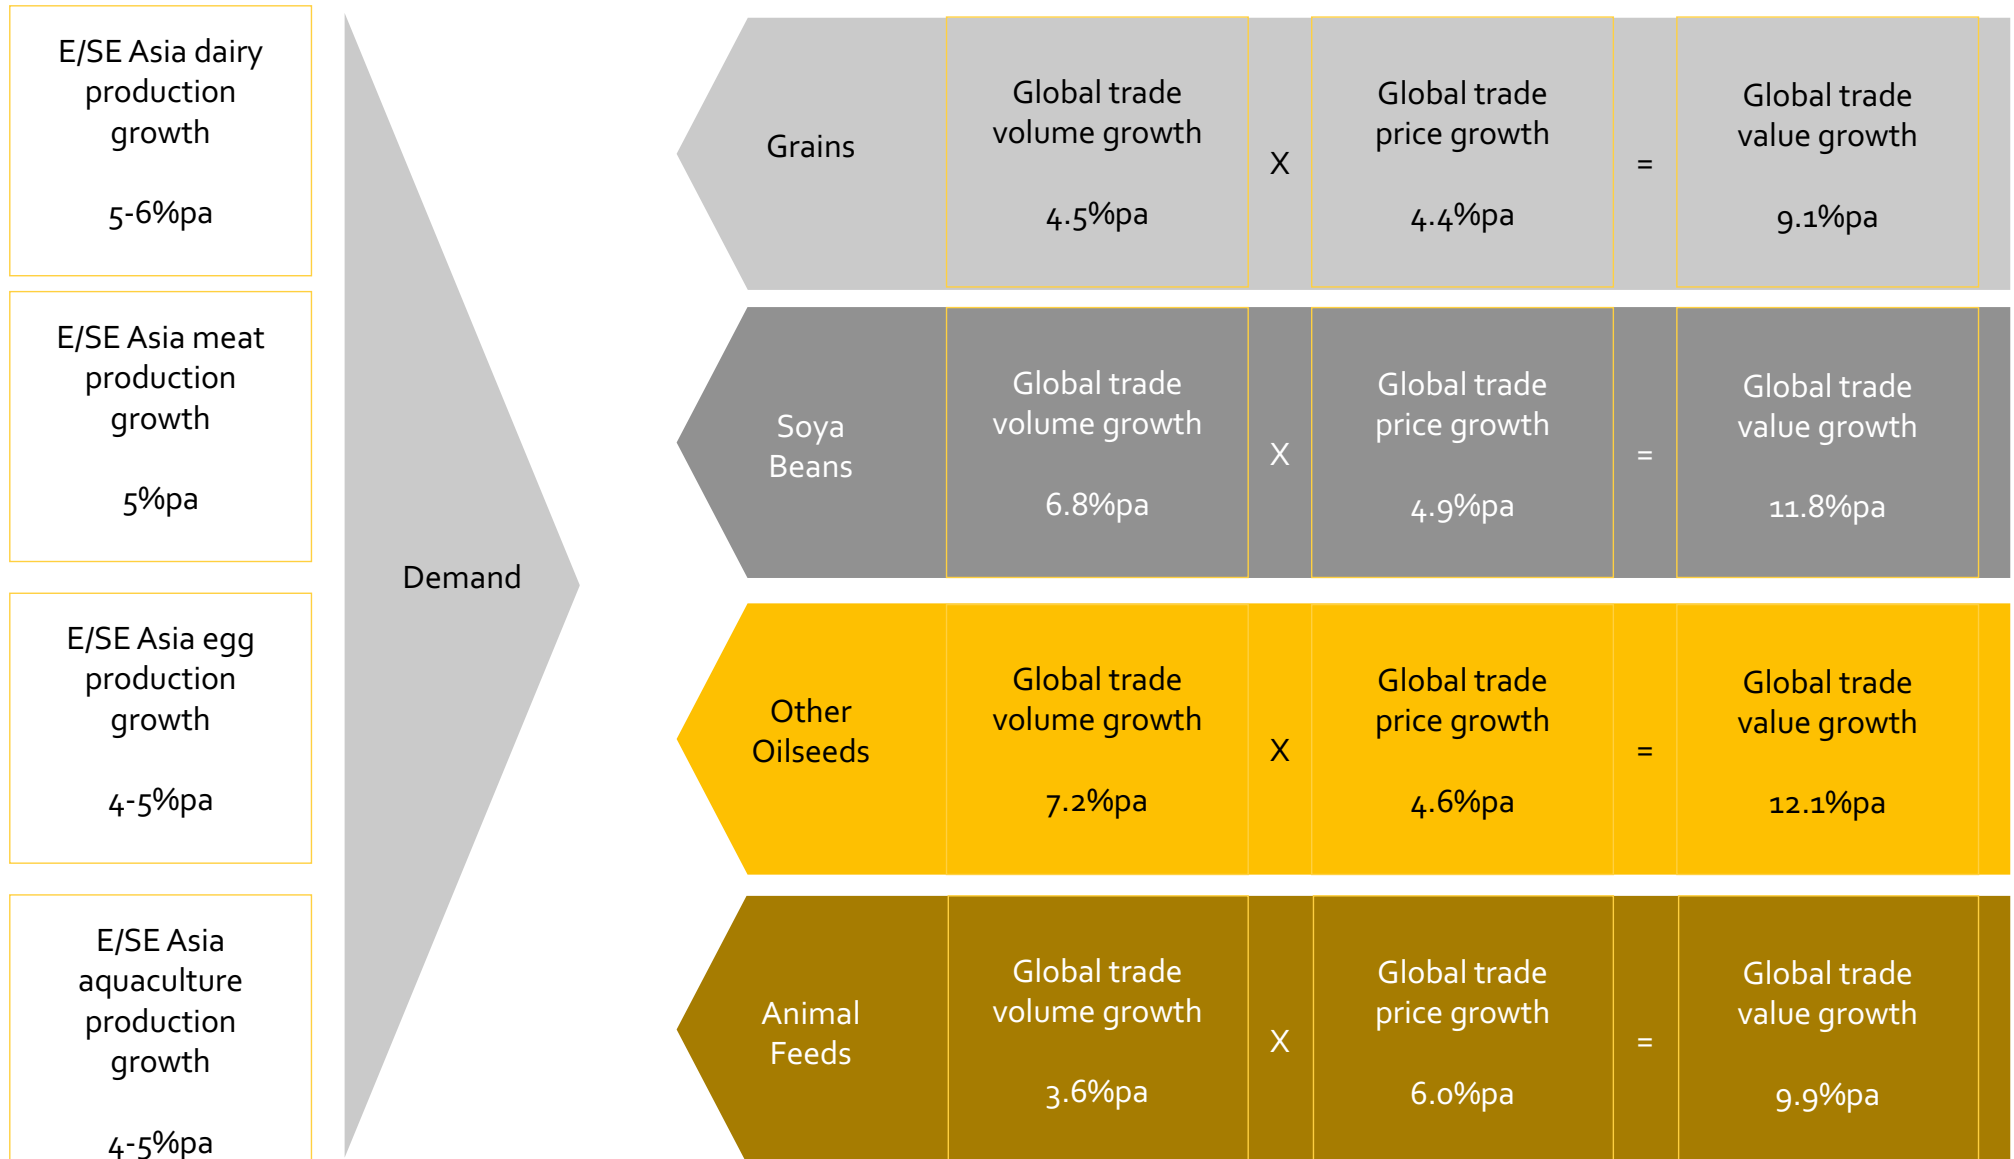 E/SE Asia dairy
production
growth
5-6%pa
E/SE Asia meat
production
growth
5%pa
E/SE Asia egg
production
growth
4-5%pa
E/SE Asia
aquaculture
production
growth
4-5%pa
Demand
Grains
Global trade
volume growth
4.5%pa
X
Global trade
price growth
4.4%pa
=
Global trade
value growth
9.1%pa
Soya
Beans
Global trade
volume growth
6.8%pa
X
Global trade
price growth
4.9%pa
=
Global trade
value growth
11.8%pa
Other
Oilseeds
Global trade
volume growth
7.2%pa
X
Global trade
price growth
4.6%pa
=
Global trade
value growth
12.1%pa
Animal
Feeds
Global trade
volume growth
3.6%pa
X
Global trade
price growth
6.0%pa
=
Global trade
value growth
9.9%pa